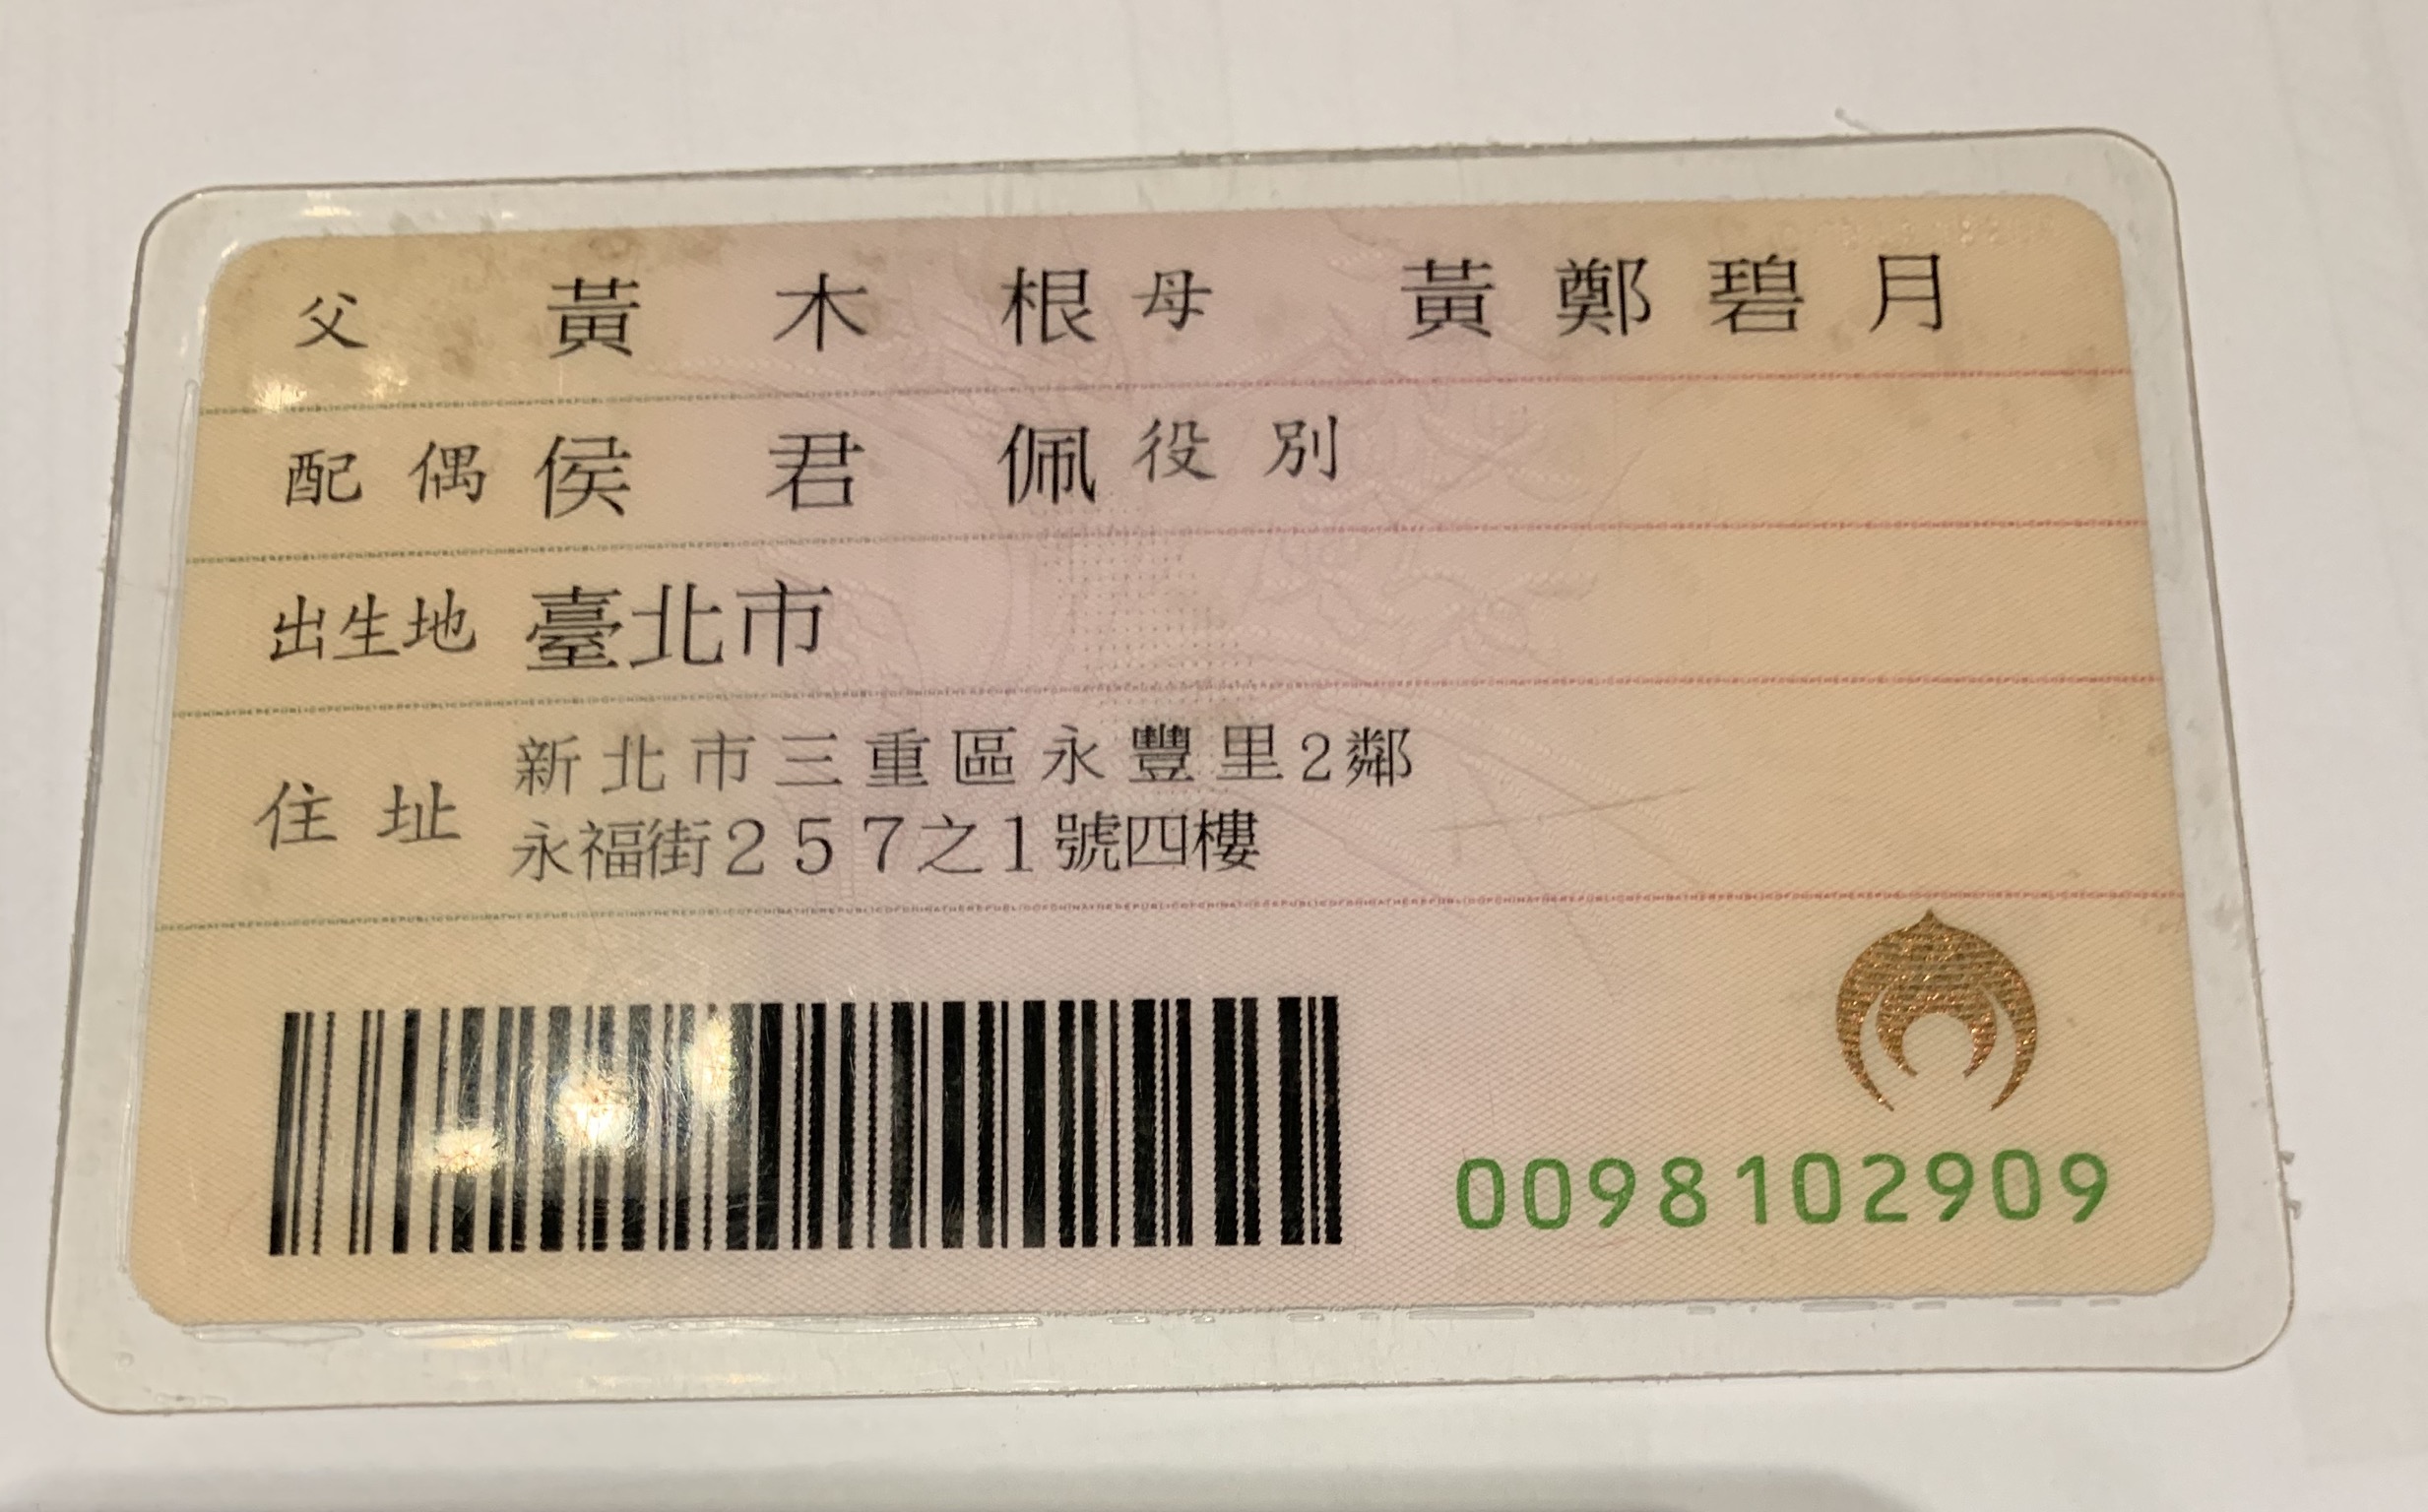 父 黃木根 母 黃鄭碧月
配偶 侯君佩 役別
出生地 臺北市
住址 新北市三重區永豐里2鄰
永福街257之1號四樓
0098102909